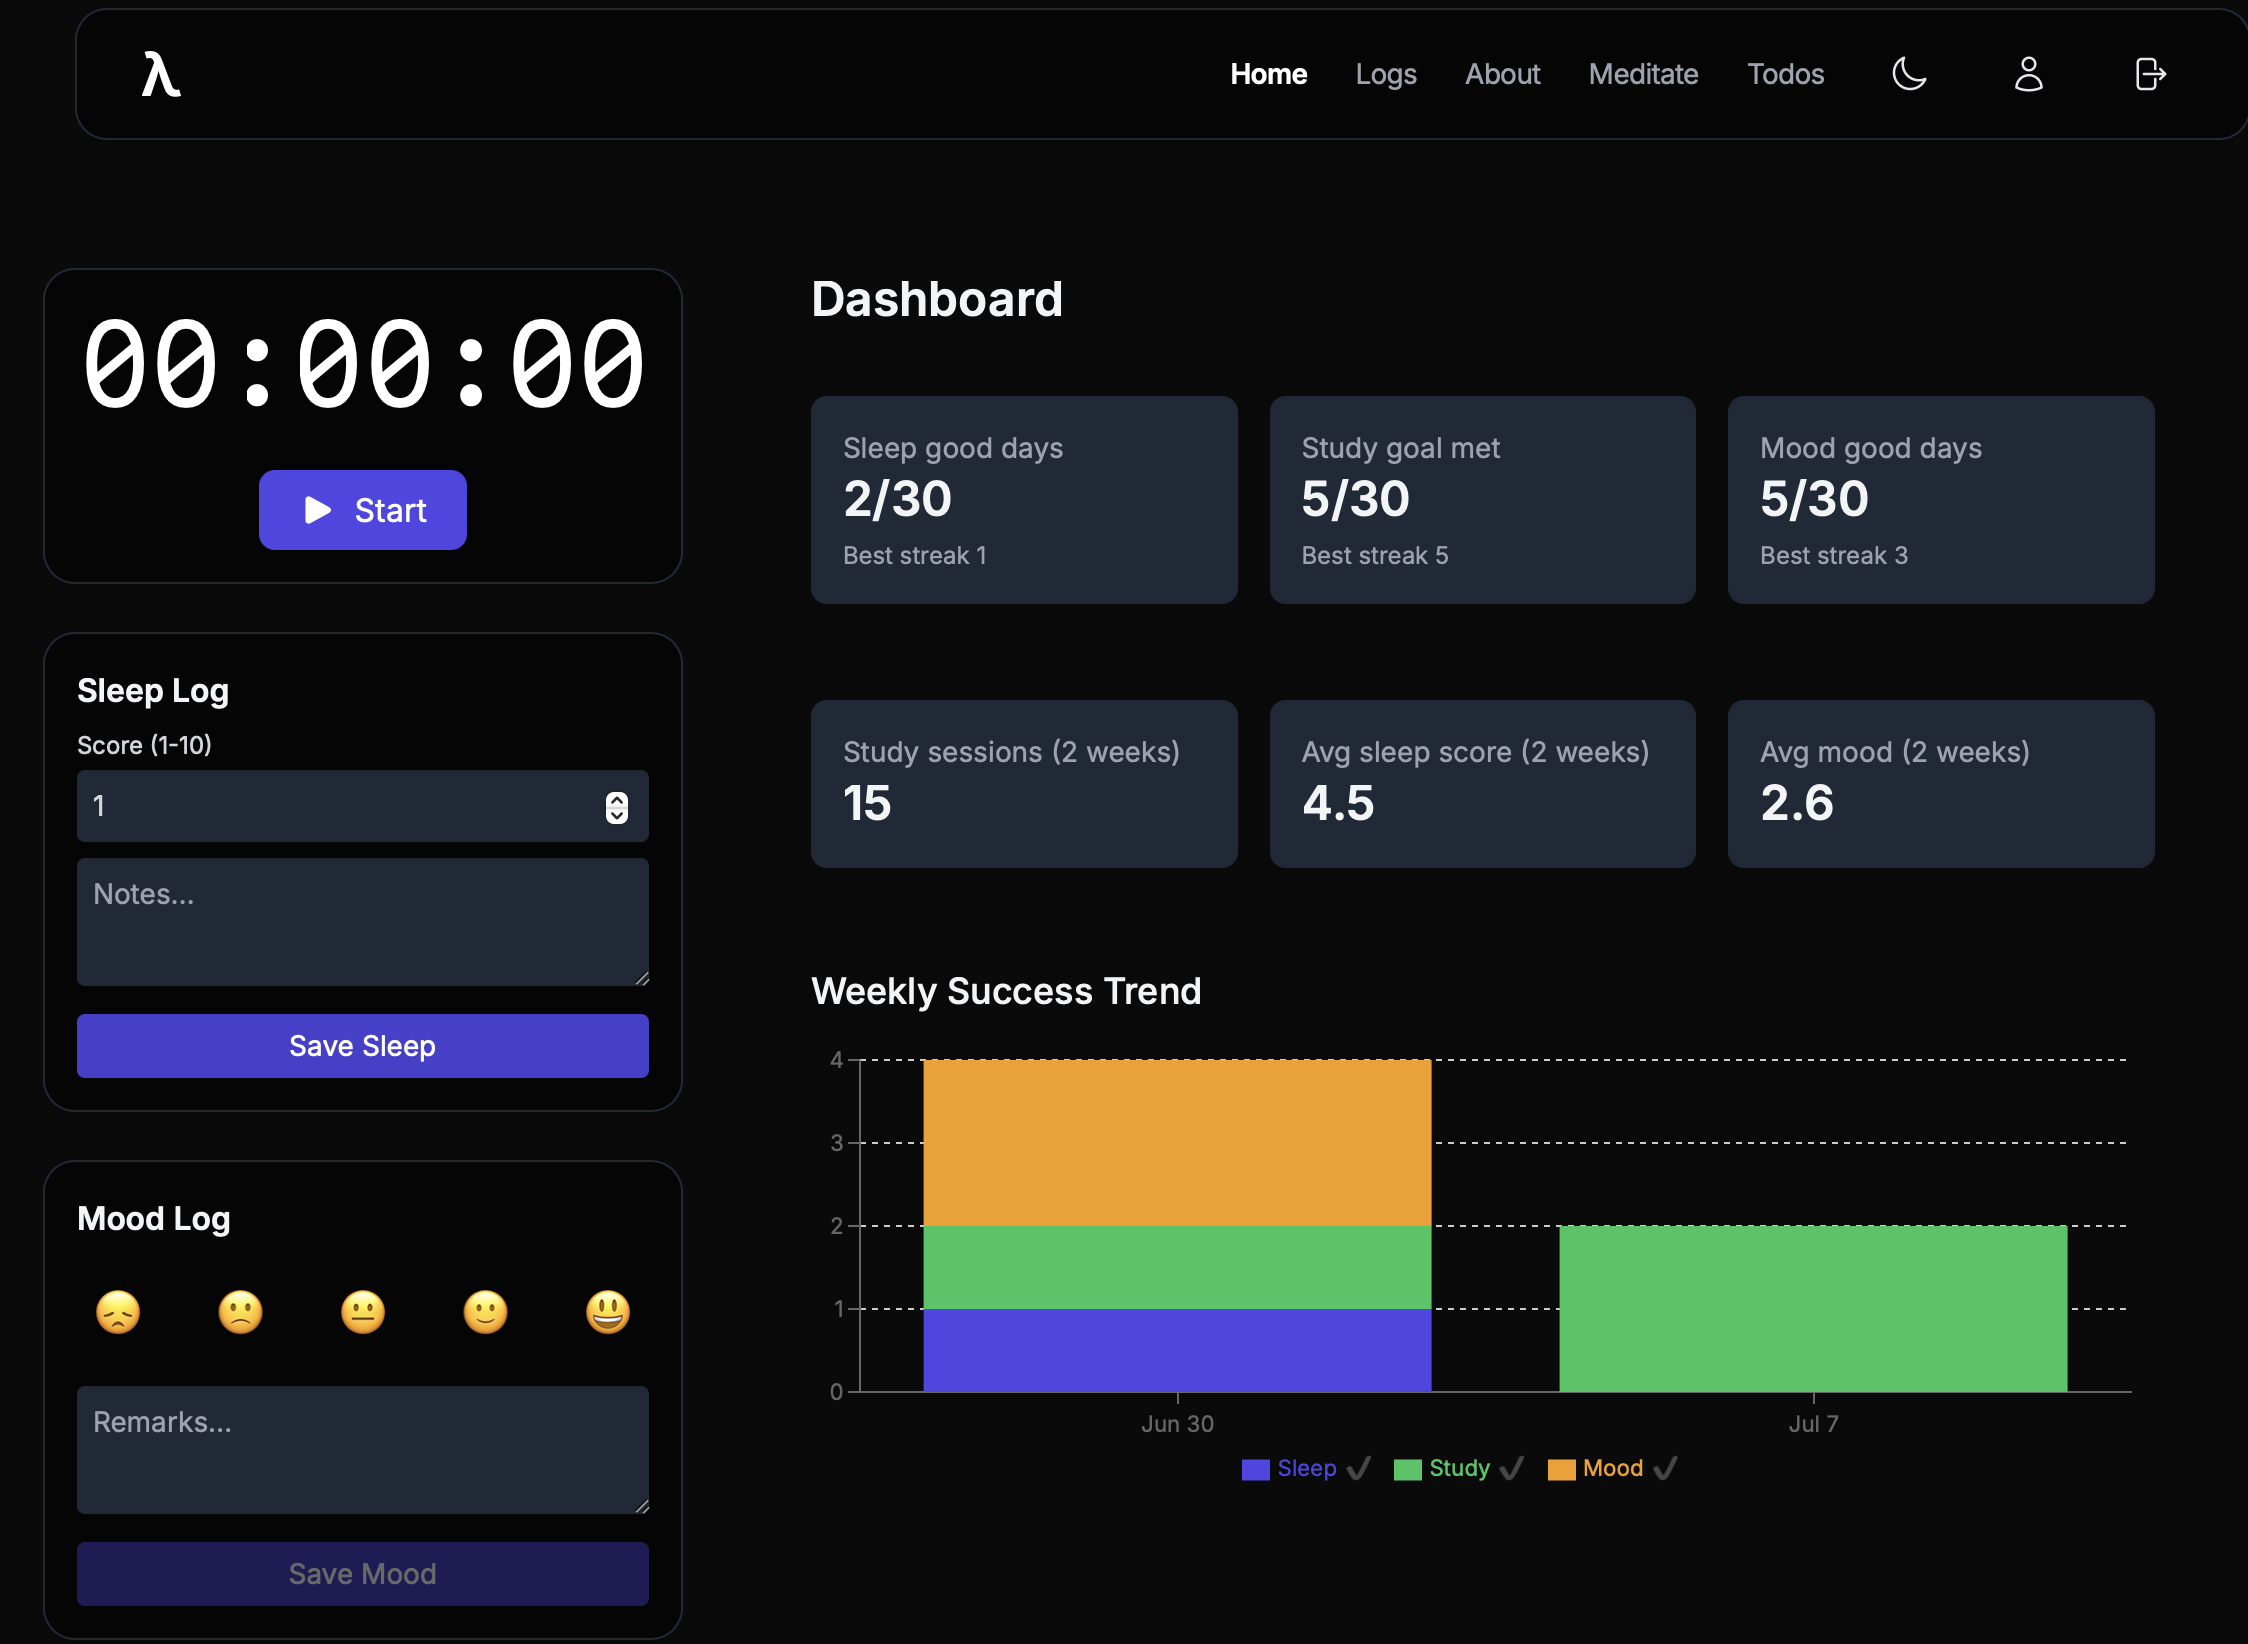 λ
Home Logs About Meditate Todos
00:00:00
Start
Sleep Log
Score (1-10)
1
Notes...
Save Sleep
Mood Log
Remarks...
Save Mood
Dashboard
Sleep good days
2/30
Best streak 1
Study goal met
5/30
Best streak 5
Mood good days
5/30
Best streak 3
Study sessions (2 weeks)
15
Avg sleep score (2 weeks)
4.5
Avg mood (2 weeks)
2.6
Weekly Success Trend
4
3
2
1
0
Jun 30 Jul 7
Sleep ✔ Study ✔ Mood ✔